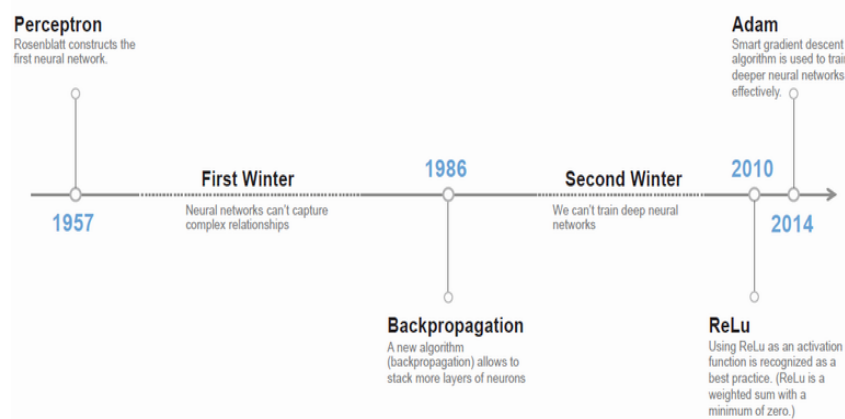 Perceptron
Rosenblatt constructs the
first neural network.
Adam
Smart gradient descent
algorithm is used to train
deeper neural networks
effectively.
First Winter
Neural networks can't capture
complex relationships
1986
Second Winter
We can't train deep neural
networks
2010
1957
2014
Backpropagation
A new algorithm
(backpropagation) allows to
stack more layers of neurons
ReLu
Using ReLu as an activation
function is recognized as a
best practice. (ReLu is a
weighted sum with a
minimum of zero.)